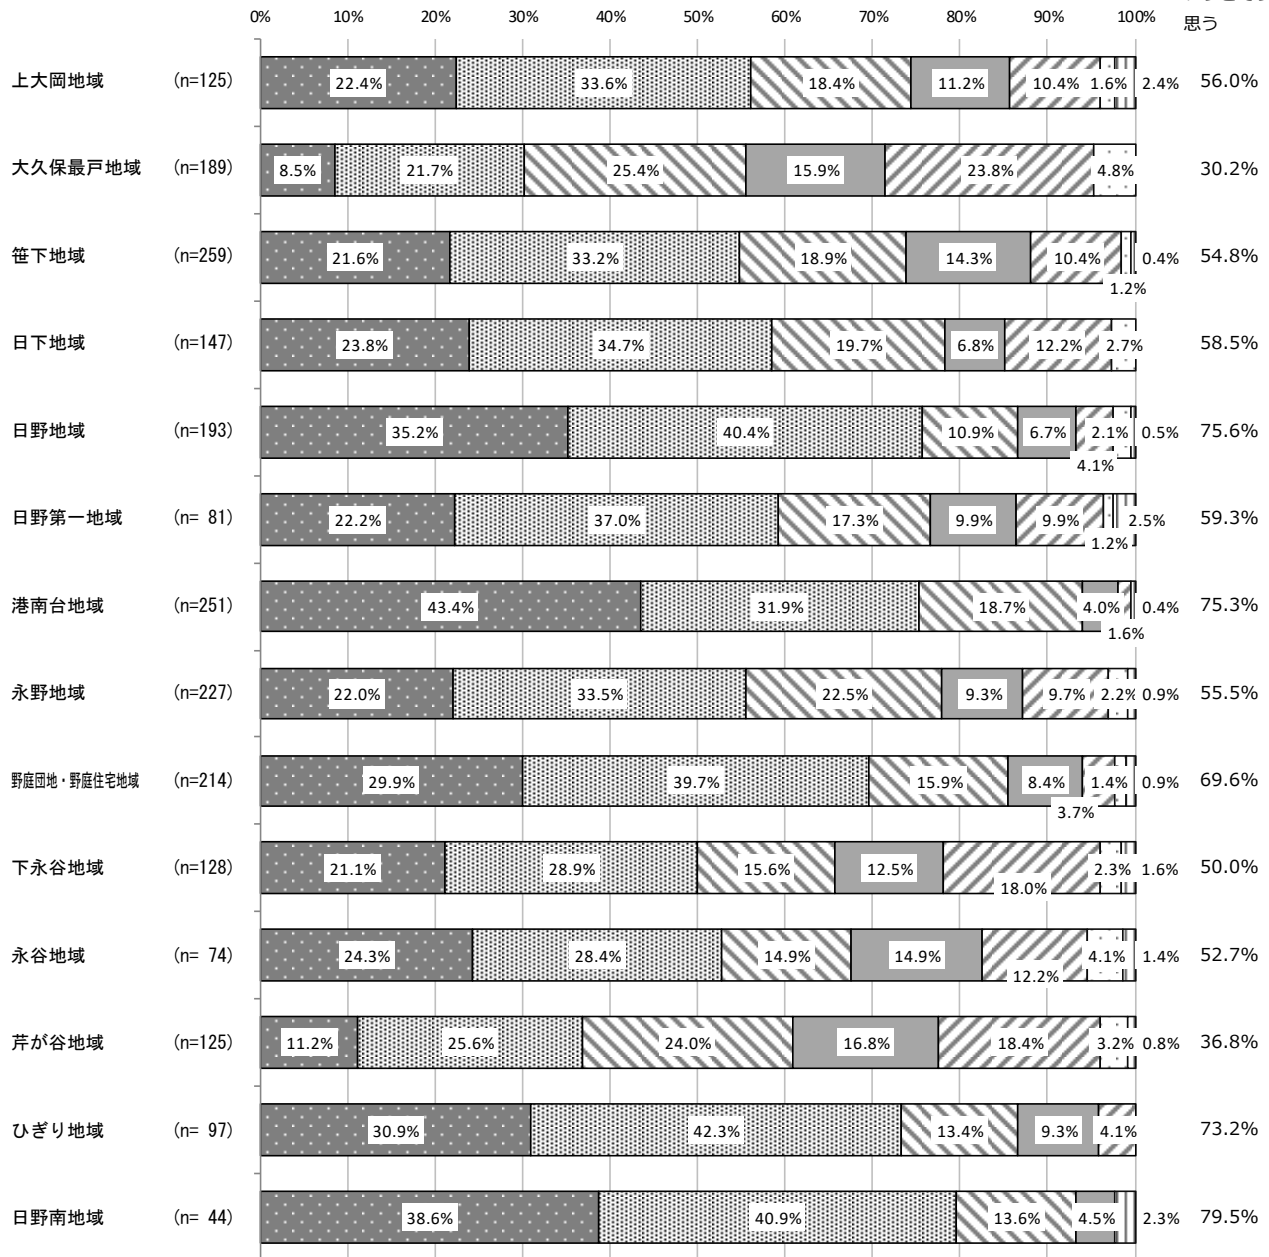 0% 10% 20% 30% 40% 50% 60% 70% 80% 90% 100%
思う
上大岡地域 (n=125) 22.4% 33.6% 18.4% 11.2% 10.4% 1.6% 2.4% 56.0%
大久保最戸地域 (n=189) 8.5% 21.7% 25.4% 15.9% 23.8% 4.8% 30.2%
笹下地域 (n=259) 21.6% 33.2% 18.9% 14.3% 10.4% 0.4% 54.8%
1.2%
日下地域 (n=147) 23.8% 34.7% 19.7% 6.8% 12.2% 2.7% 58.5%
日野地域 (n=193) 35.2% 40.4% 10.9% 6.7% 2.1% 0.5% 75.6%
4.1%
日野第一地域 (n= 81) 22.2% 37.0% 17.3% 9.9% 9.9% 2.5% 59.3%
1.2%
港南台地域 (n=251) 43.4% 31.9% 18.7% 4.0% 0.4% 75.3%
1.6%
永野地域 (n=227) 22.0% 33.5% 22.5% 9.3% 9.7% 2.2% 0.9% 55.5%
野庭団地・野庭住宅地域 (n=214) 29.9% 39.7% 15.9% 8.4% 1.4% 0.9% 69.6%
3.7%
下永谷地域 (n=128) 21.1% 28.9% 15.6% 12.5% 2.3% 1.6% 50.0%
18.0%
永谷地域 (n= 74) 24.3% 28.4% 14.9% 14.9% 4.1% 1.4% 52.7%
12.2%
芹が谷地域 (n=125) 11.2% 25.6% 24.0% 16.8% 18.4% 3.2% 0.8% 36.8%
ひぎり地域 (n= 97) 30.9% 42.3% 13.4% 9.3% 4.1% 73.2%
日野南地域 (n= 44) 38.6% 40.9% 13.6% 4.5% 2.3% 79.5%